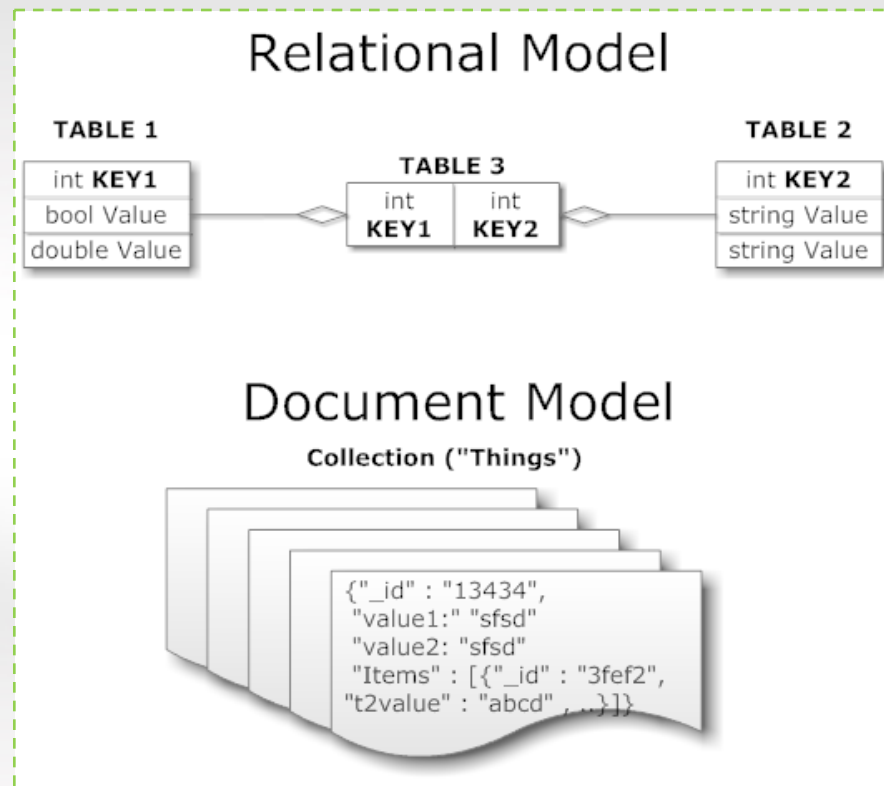 Relational Model
TABLE 1
int KEY1
bool Value
double Value
TABLE 3
int
KEY1
int
KEY2
TABLE 2
int KEY2
string Value
string Value
Document Model
Collection ("Things")
{"_id" : "13434",
"value1:" "sfsd"
"value2: "sfsd"
"Items" : [{"_id" : "3fef2",
"t2value" : "abcd" , ..}]}